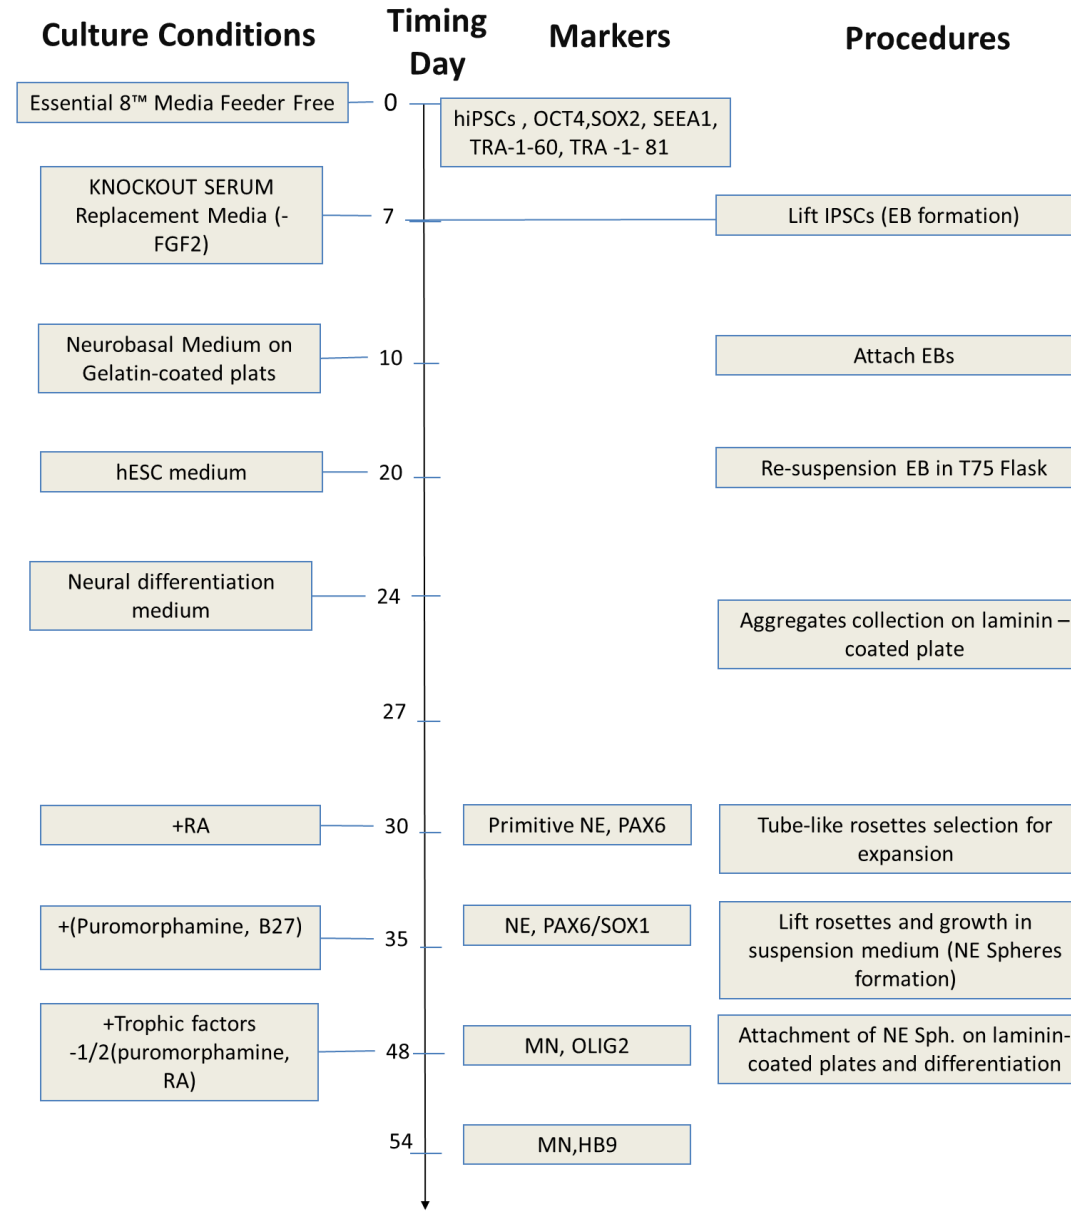 Culture Conditions
Timing
Day
Markers
Procedures
Essential 8™ Media Feeder Free
0
hiPSCs , OCT4,SOX2, SEEA1,
TRA-1-60, TRA -1- 81
KNOCKOUT SERUM
Replacement Media (-
FGF2)
7
Lift IPSCs (EB formation)
Neurobasal Medium on
Gelatin-coated plats
10
Attach EBs
hESC medium
20
Re-suspension EB in T75 Flask
Neural differentiation
medium
24
Aggregates collection on laminin –
coated plate
27
+RA
30
Primitive NE, PAX6
Tube-like rosettes selection for
expansion
+(Puromorphamine, B27)
35
NE, PAX6/SOX1
Lift rosettes and growth in
suspension medium (NE Spheres
formation)
+Trophic factors
-1/2(puromorphamine,
RA)
48
MN, OLIG2
Attachment of NE Sph. on laminin-
coated plates and differentiation
54
MN,HB9